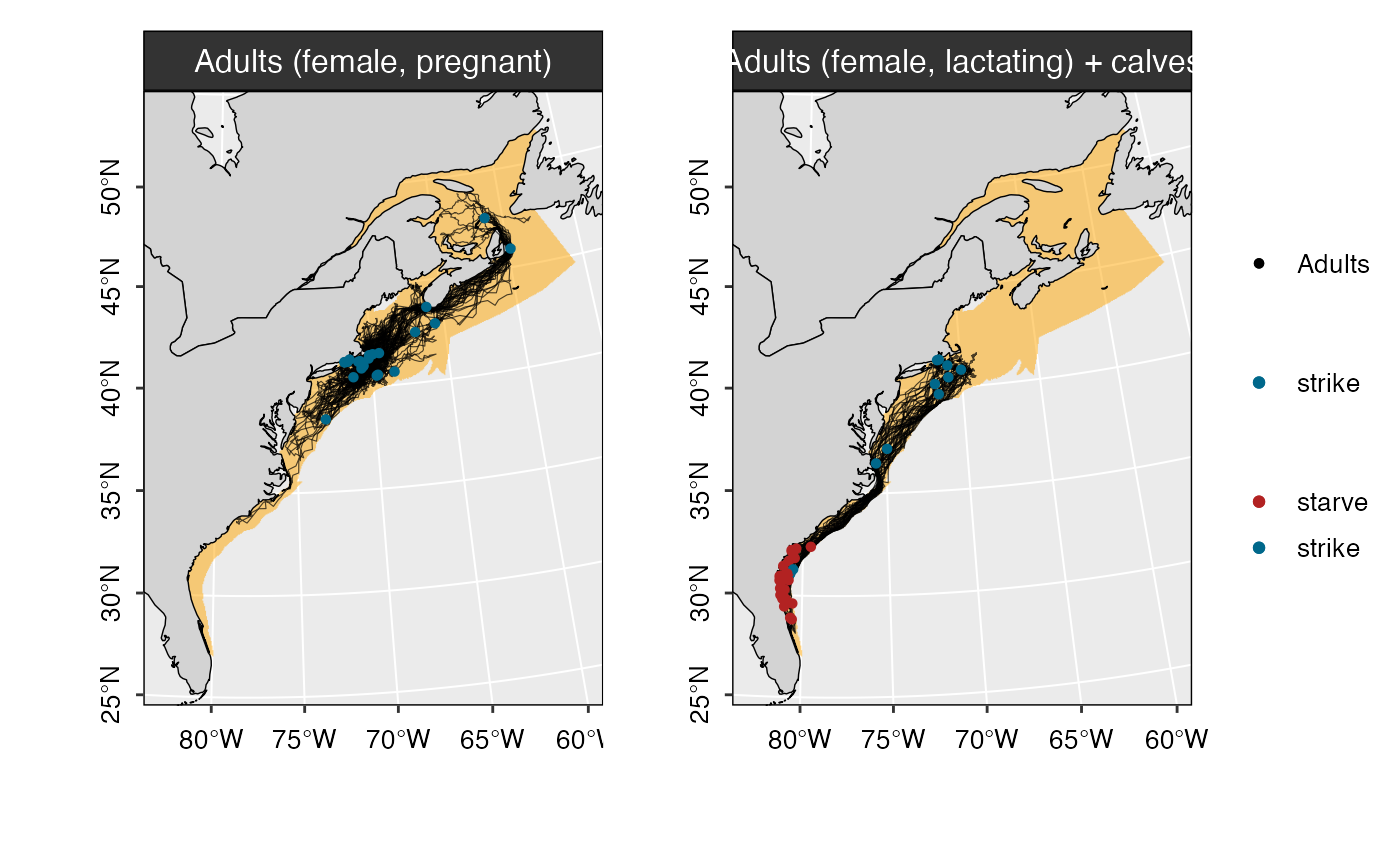 Adults (female, pregnant)
Adults (female, lactating) + calves
50°N
45°N
40°N
35°N
30°N
25°N
80°W
75°W
70°W
65°W
60°W
50°N
45°N
40°N
35°N
30°N
25°N
80°W
75°W
70°W
65°W
60°W
Adults
strike
starve
strike